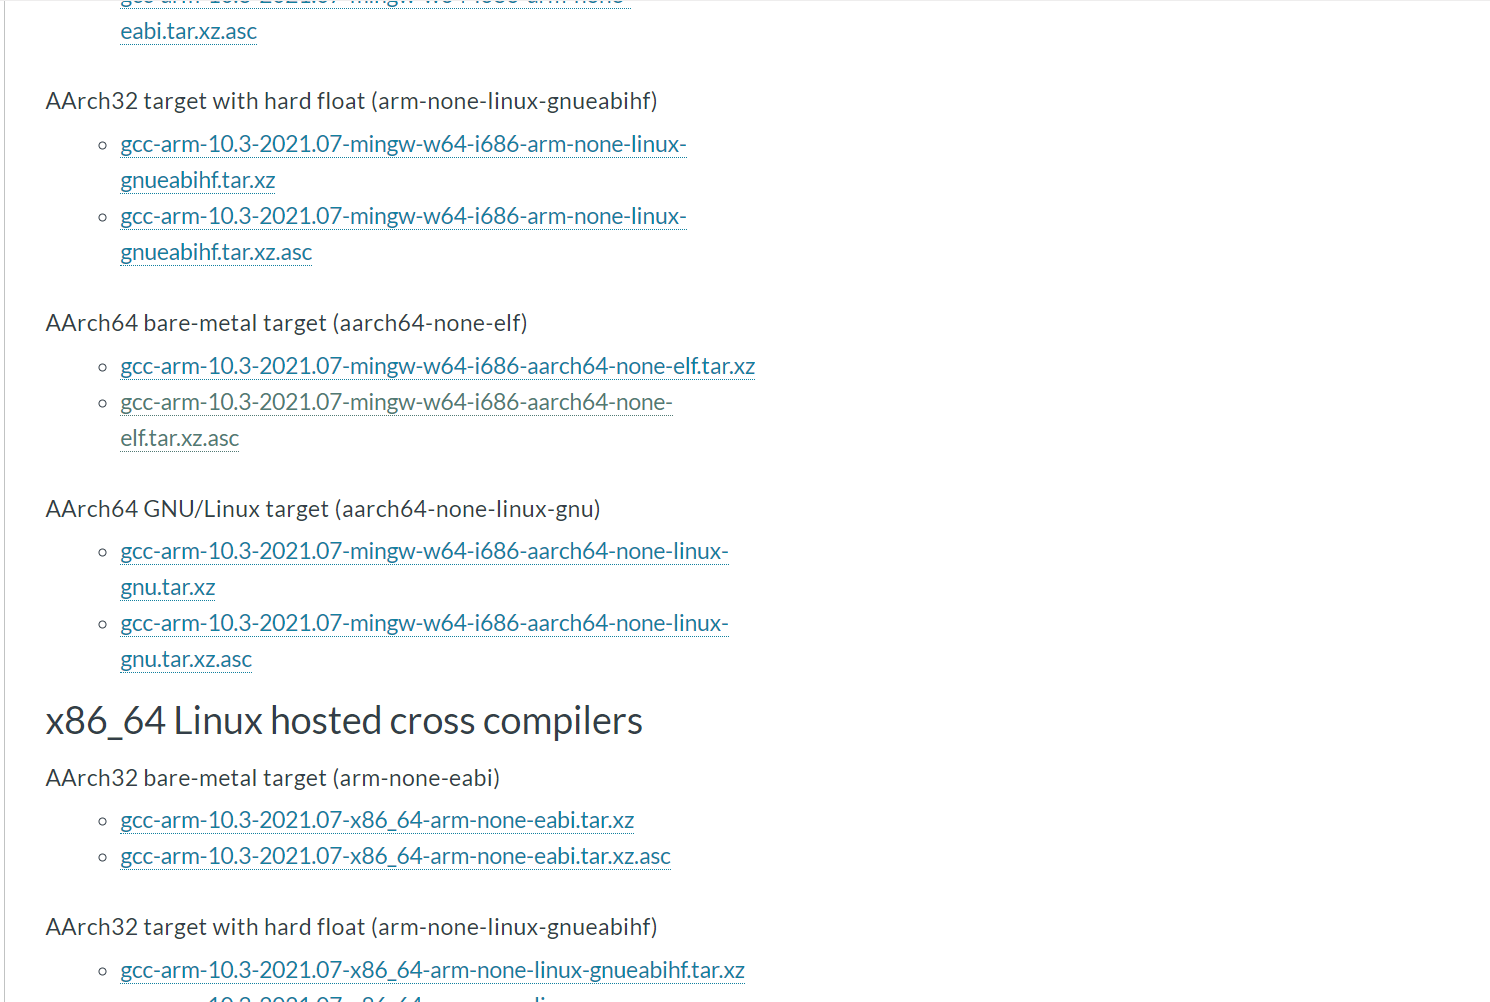 eabi.tar.xz.asc
AArch32 target with hard float (arm-none-linux-gnueabihf)
gcc-arm-10.3-2021.07-mingw-w64-i686-arm-none-linux-
gnueabihf.tar.xz
gcc-arm-10.3-2021.07-mingw-w64-i686-arm-none-linux-
gnueabihf.tar.xz.asc
AArch64 bare-metal target (aarch64-none-elf)
gcc-arm-10.3-2021.07-mingw-w64-i686-aarch64-none-elf.tar.xz
gcc-arm-10.3-2021.07-mingw-w64-i686-aarch64-none-
elf.tar.xz.asc
AArch64 GNU/Linux target (aarch64-none-linux-gnu)
gcc-arm-10.3-2021.07-mingw-w64-i686-aarch64-none-linux-
gnu.tar.xz
gcc-arm-10.3-2021.07-mingw-w64-i686-aarch64-none-linux-
gnu.tar.xz.asc
x86_64 Linux hosted cross compilers
AArch32 bare-metal target (arm-none-eabi)
gcc-arm-10.3-2021.07-x86_64-arm-none-eabi.tar.xz
gcc-arm-10.3-2021.07-x86_64-arm-none-eabi.tar.xz.asc
AArch32 target with hard float (arm-none-linux-gnueabihf)
gcc-arm-10.3-2021.07-x86_64-arm-none-linux-gnueabihf.tar.xz